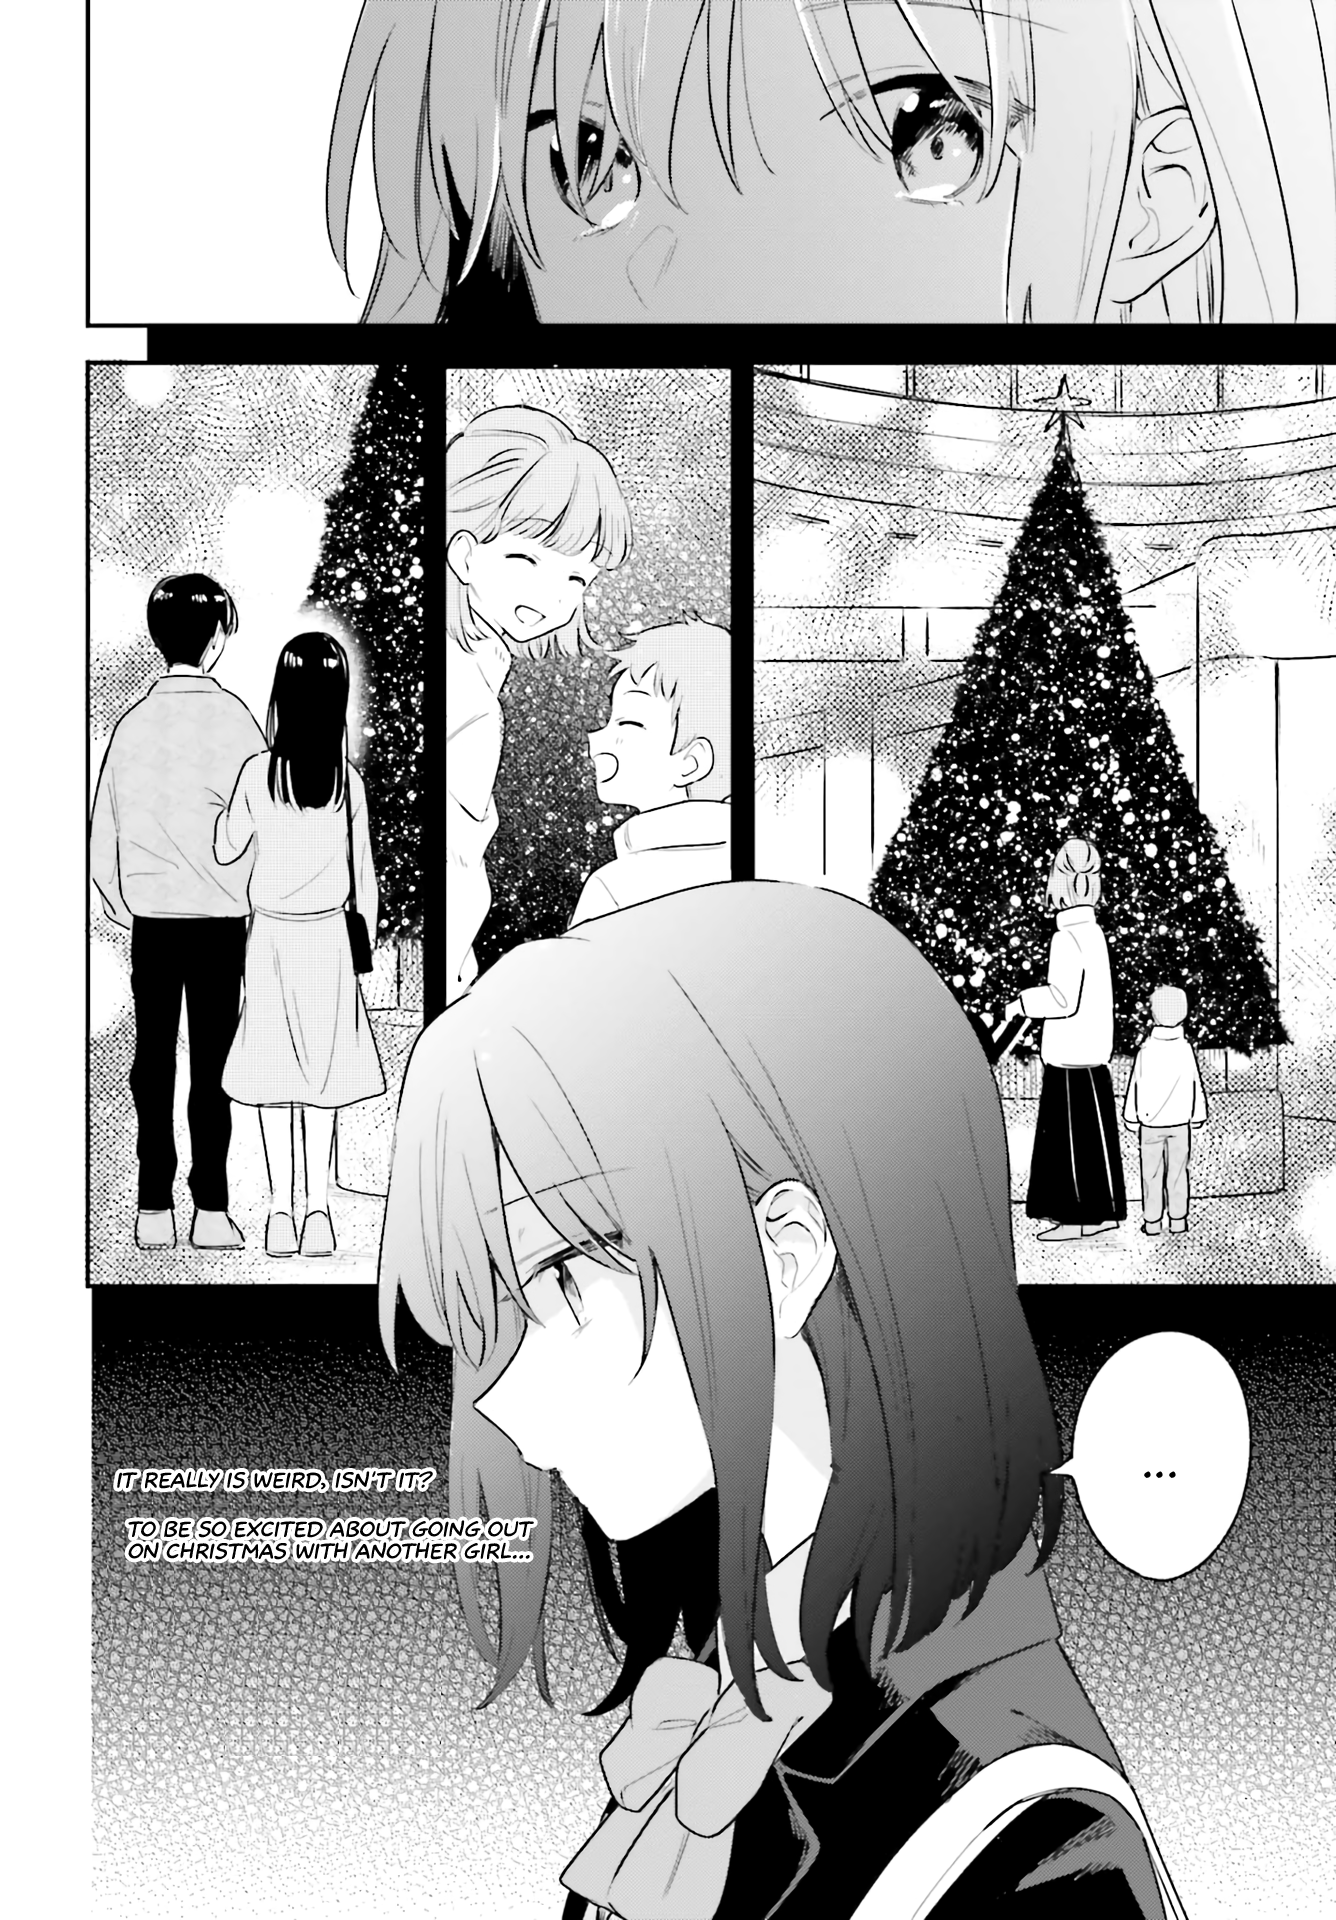 ...
IT REALLY IS WEIRD, ISN'T IT?
TO BE SO EXCITED ABOUT GOING OUT
ON CHRISTMAS WITH ANOTHER GIRL...